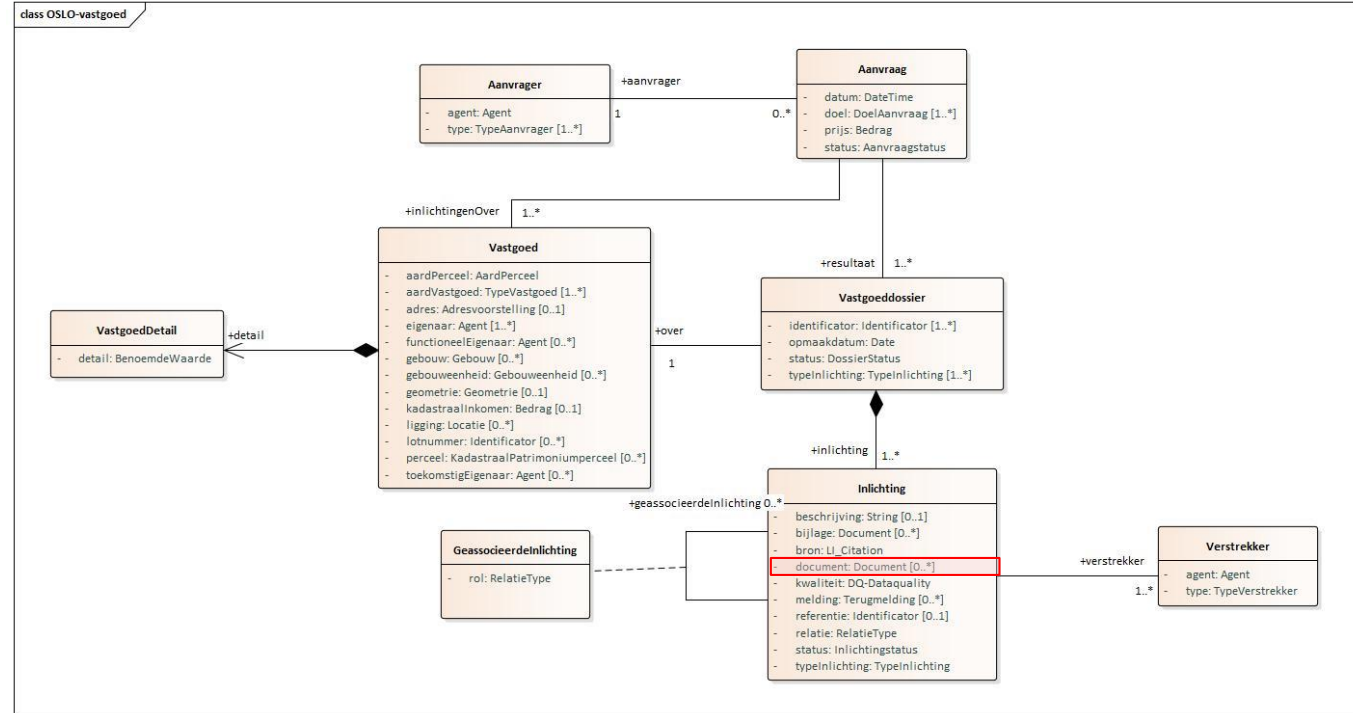 class OSLO-vastgoed
Aanvrager
- agent: Agent
- type: TypeAanvrager [1..*]
+aanvrager
1
0..*
Aanvraag
- datum: DateTime
- doel: DoelAanvraag [1..*]
- prijs: Bedrag
- status: Aanvraagstatus
+inlichtingenOver
1..*
+resultaat
1..*
Vastgoed
- aardPerceel: AardPerceel
- aardVastgoed: TypeVastgoed [1..*]
- adres: Adresvoorstelling [0..1]
- eigenaar: Agent [1..*]
- functioneelEigenaar: Agent [0..*]
- gebouw: Gebouw [0..*]
- gebouweenheid: Gebouweenheid [0..*]
- geometrie: Geometrie [0..1]
- kadastraalInkomen: Bedrag [0..1]
- ligging: Locatie [0..*]
- lotnummer: Identificator [0..*]
- perceel: KadastraalPatrimoniumperceel [0..*]
- toekomstigEigenaar: Agent [0..*]
VastgoedDetail
- detail: BenoemdeWaarde
+detail
+over
1
Vastgoeddossier
- identificator: Identificator [1..*]
- opmaakdatum: Date
- status: DossierStatus
- typeInlichting: TypeInlichting [1..*]
+inlichting
1..*
+geassocieerdeInlichting 0..*
Inlichting
- beschrijving: String [0..1]
- bijlage: Document [0..*]
- bron: LI_Citation
- document: Document [0..*]
- kwaliteit: DQ-Dataquality
- melding: Terugmelding [0..*]
- referentie: Identificator [0..1]
- relatie: RelatieType
- status: Inlichtingstatus
- typeInlichting: TypeInlichting
GeassocieerdeInlichting
- rol: RelatieType
+verstrekker
1..*
Verstrekker
- agent: Agent
- type: TypeVerstrekker